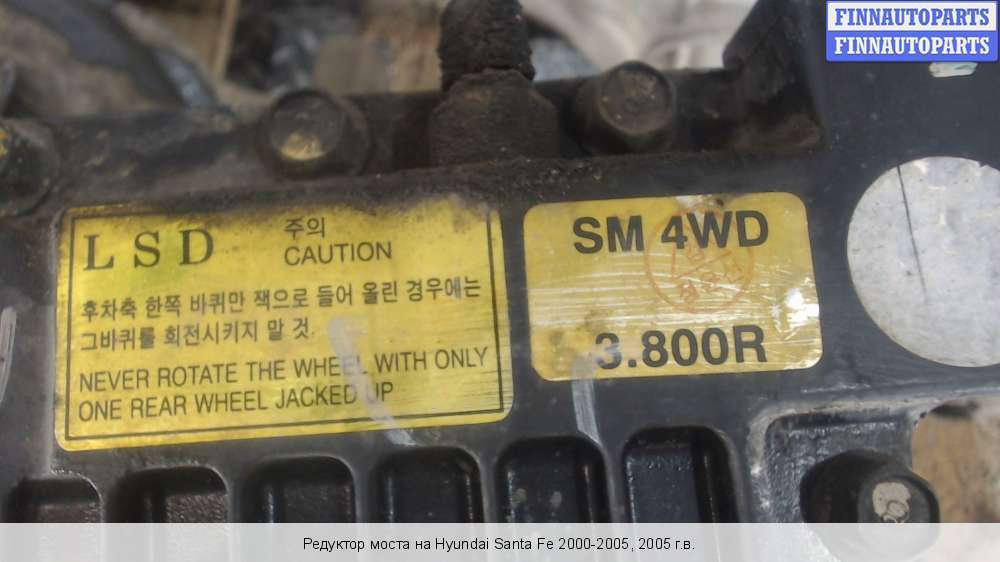 FINNAUTOPARTS
FINNAUTOPARTS
LSD 주의
CAUTION
후차축 한쪽 바퀴만 잭으로 들어 올린 경우에는
그바퀴를 회전시키지 말 것.
NEVER ROTATE THE WHEEL WITH ONLY
ONE REAR WHEEL JACKED UP
SM 4WD
3.800R
Редуктор моста на Hyundai Santa Fe 2000-2005, 2005 г.в.